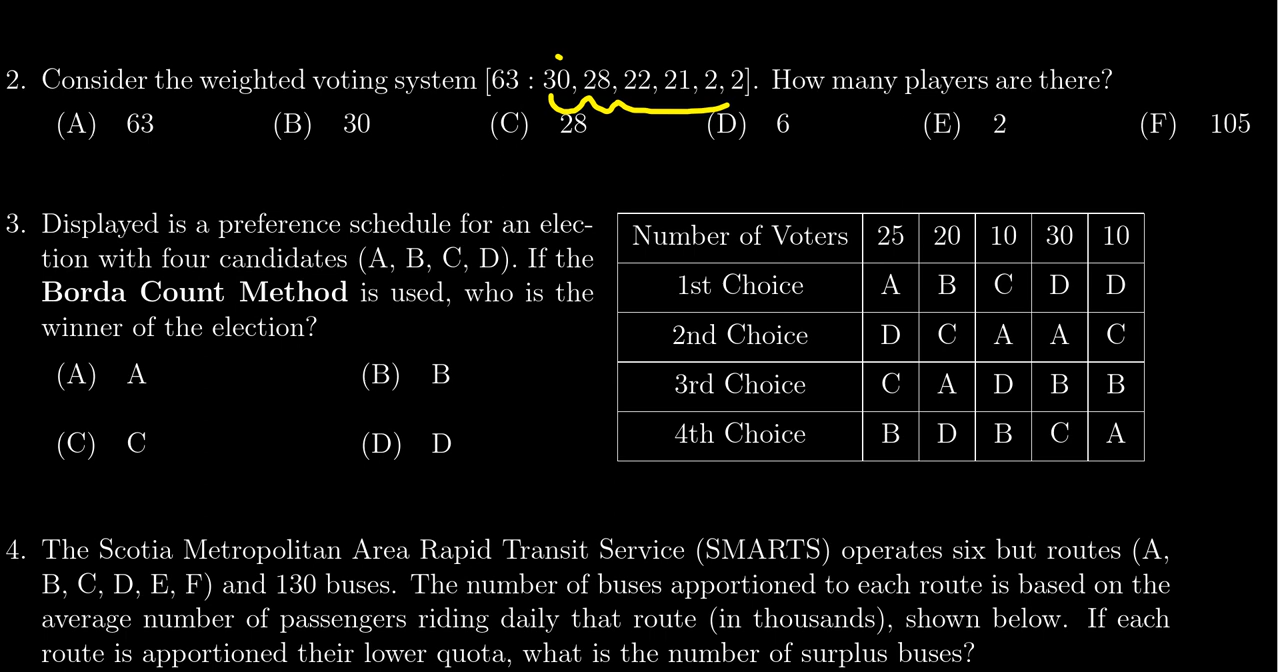 2. Consider the weighted voting system [63 : 30, 28, 22, 21, 2, 2]. How many players are there?
(A) 63 (B) 30 (C) 28 (D) 6 (E) 2 (F) 105
3. Displayed is a preference schedule for an elec-
tion with four candidates (A, B, C, D). If the
Borda Count Method is used, who is the
winner of the election?
(A) A (B) B
(C) C (D) D
Number of Voters 25 20 10 30 10
1st Choice A B C D D
2nd Choice D C A A C
3rd Choice C A D B B
4th Choice B D B C A
4. The Scotia Metropolitan Area Rapid Transit Service (SMARTS) operates six but routes (A,
B, C, D, E, F) and 130 buses. The number of buses apportioned to each route is based on the
average number of passengers riding daily that route (in thousands), shown below. If each
route is apportioned their lower quota, what is the number of surplus buses?